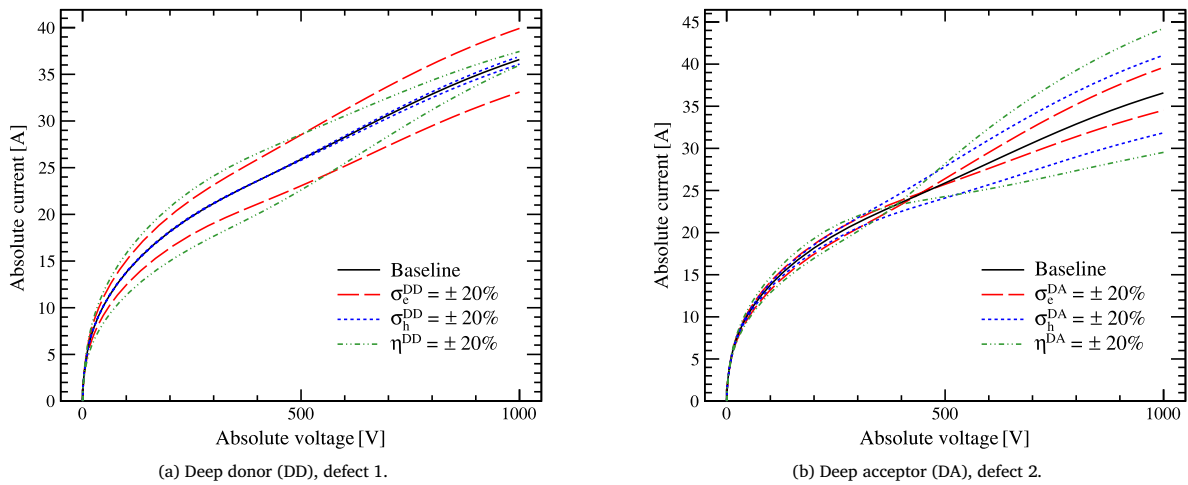 40
35
30
25
20
15
10
5
0
Absolute current [A]
Baseline
σ_e^DD = ± 20%
σ_h^DD = ± 20%
η^DD = ± 20%
0
500
1000
Absolute voltage [V]
(a) Deep donor (DD), defect 1.
45
40
35
30
25
20
15
10
5
0
Absolute current [A]
Baseline
σ_e^DA = ± 20%
σ_h^DA = ± 20%
η^DA = ± 20%
0
500
1000
Absolute voltage [V]
(b) Deep acceptor (DA), defect 2.